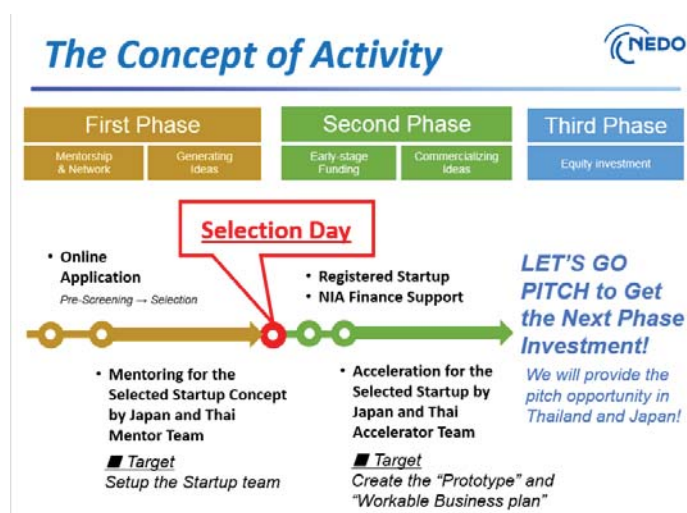 The Concept of Activity
NEDO
First Phase
Mentorship
& Network
Generating
Ideas
Second Phase
Early-stage
Funding
Commercializing
Ideas
Third Phase
Equity investment
Selection Day
• Online
Application
Pre-Screening → Selection
• Registered Startup
• NIA Finance Support
LET'S GO
PITCH to Get
the Next Phase
Investment!
We will provide the
pitch opportunity in
Thailand and Japan!
• Mentoring for the
Selected Startup Concept
by Japan and Thai
Mentor Team
■ Target
Setup the Startup team
• Acceleration for the
Selected Startup by
Japan and Thai
Accelerator Team
■ Target
Create the “Prototype” and
“Workable Business plan”